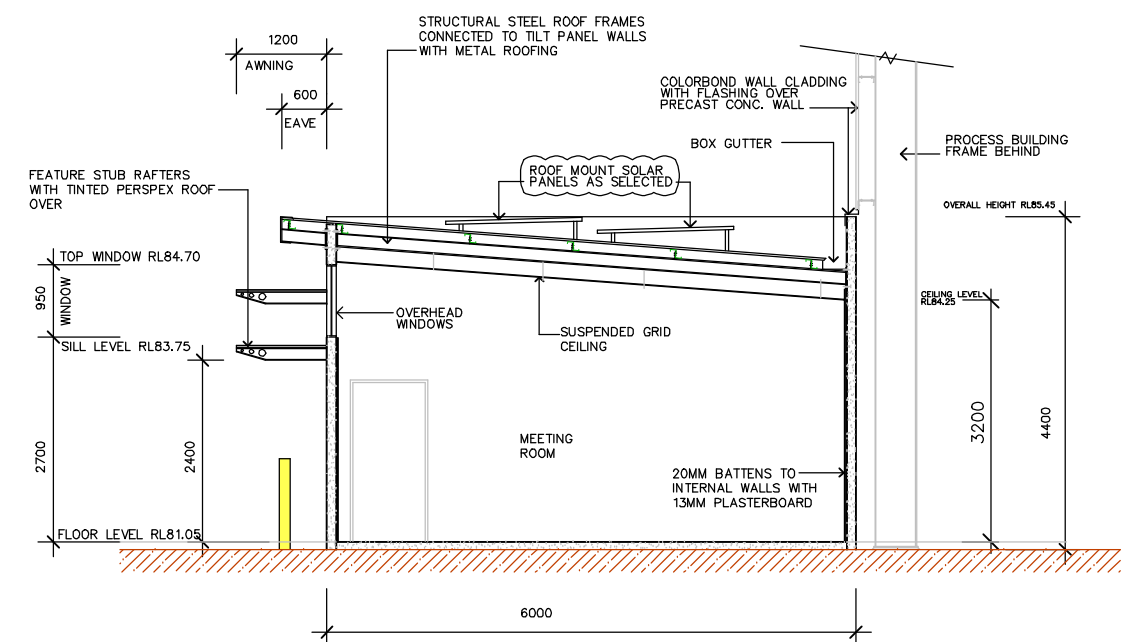 STRUCTURAL STEEL ROOF FRAMES
CONNECTED TO TILT PANEL WALLS
WITH METAL ROOFING
1200
AWNING
600
EAVE
COLORBOND WALL CLADDING
WITH FLASHING OVER
PRECAST CONC. WALL
BOX GUTTER
PROCESS BUILDING
FRAME BEHIND
ROOF MOUNT SOLAR
PANELS AS SELECTED
FEATURE STUB RAFTERS
WITH TINTED PERSPEX ROOF
OVER
OVERALL HEIGHT RL85.45
TOP WINDOW RL84.70
950
WINDOW
OVERHEAD
WINDOWS
SUSPENDED GRID
CEILING
CEILING LEVEL
RL84.25
SILL LEVEL RL83.75
2700
2400
MEETING
ROOM
3200
4400
20MM BATTENS TO
INTERNAL WALLS WITH
13MM PLASTERBOARD
FLOOR LEVEL RL81.05
6000